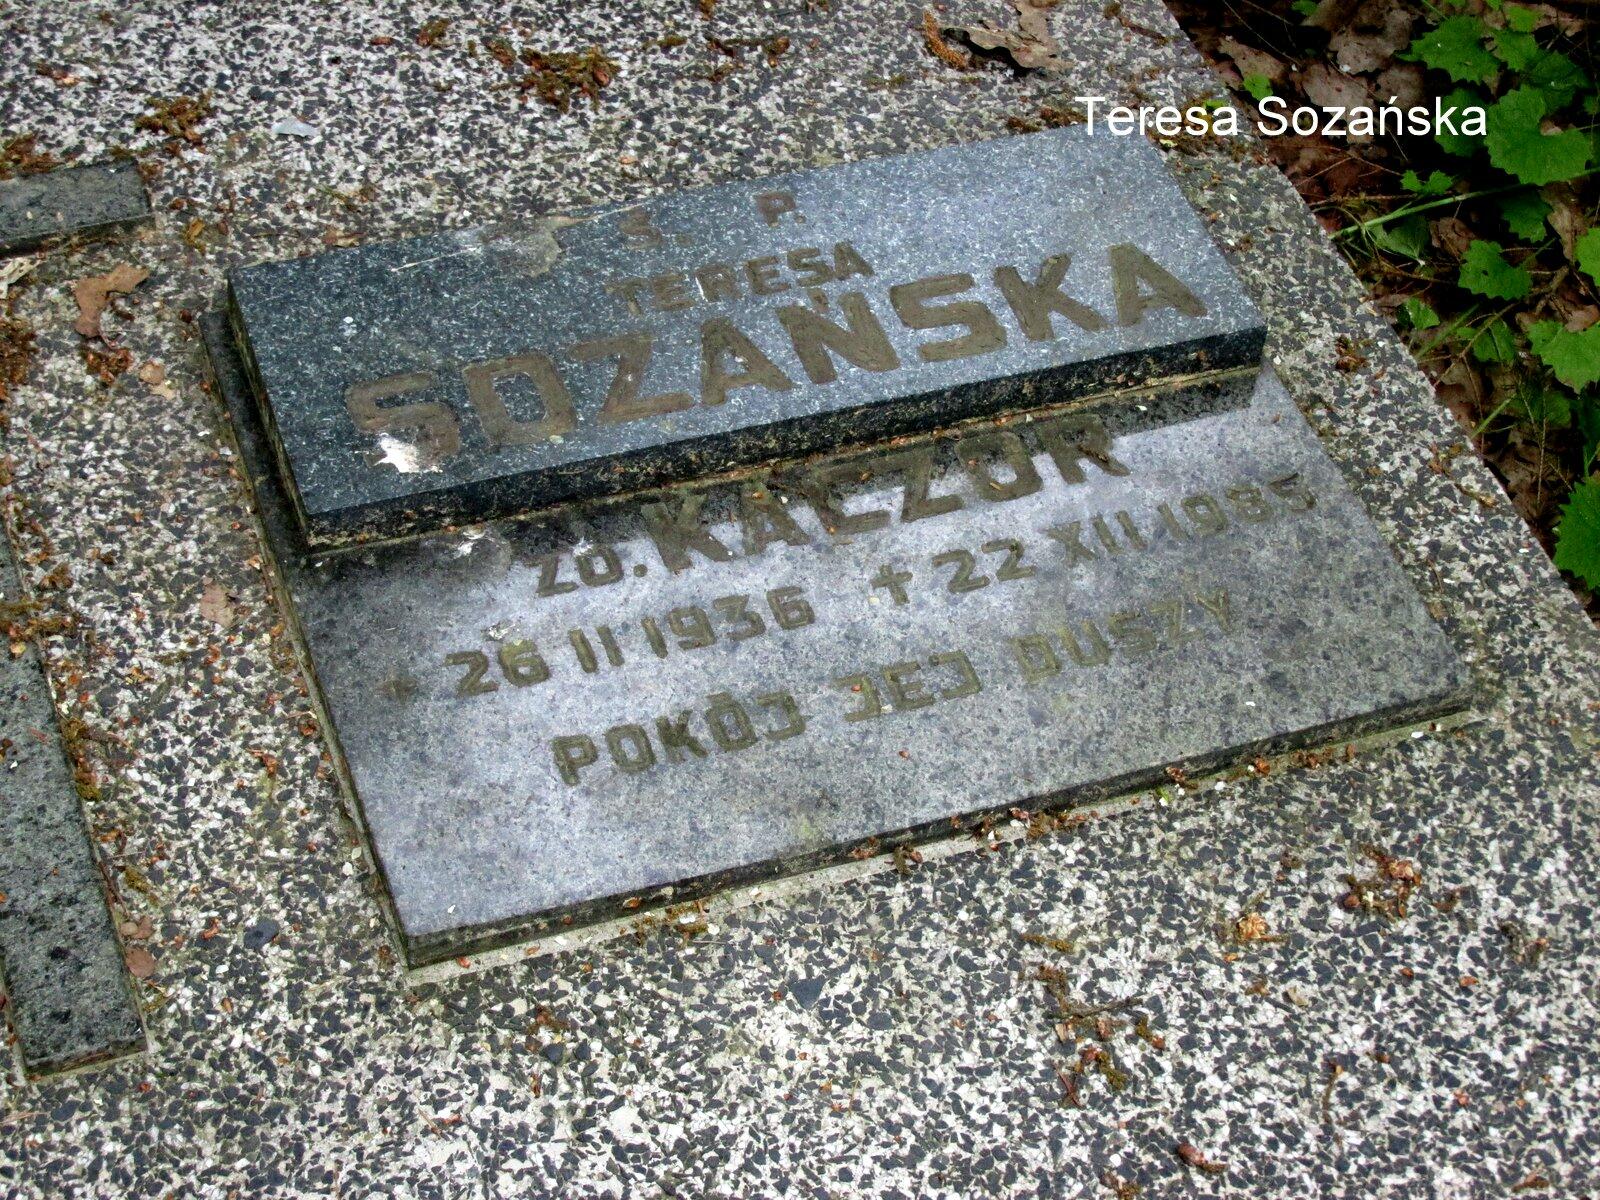 Teresa Sozańska
Ś. P.
TERESA
SOZAŃSKA
ZD. KACZOR
* 26 II 1936 ✝ 22 XII 1985
POKÓJ JEJ DUSZY